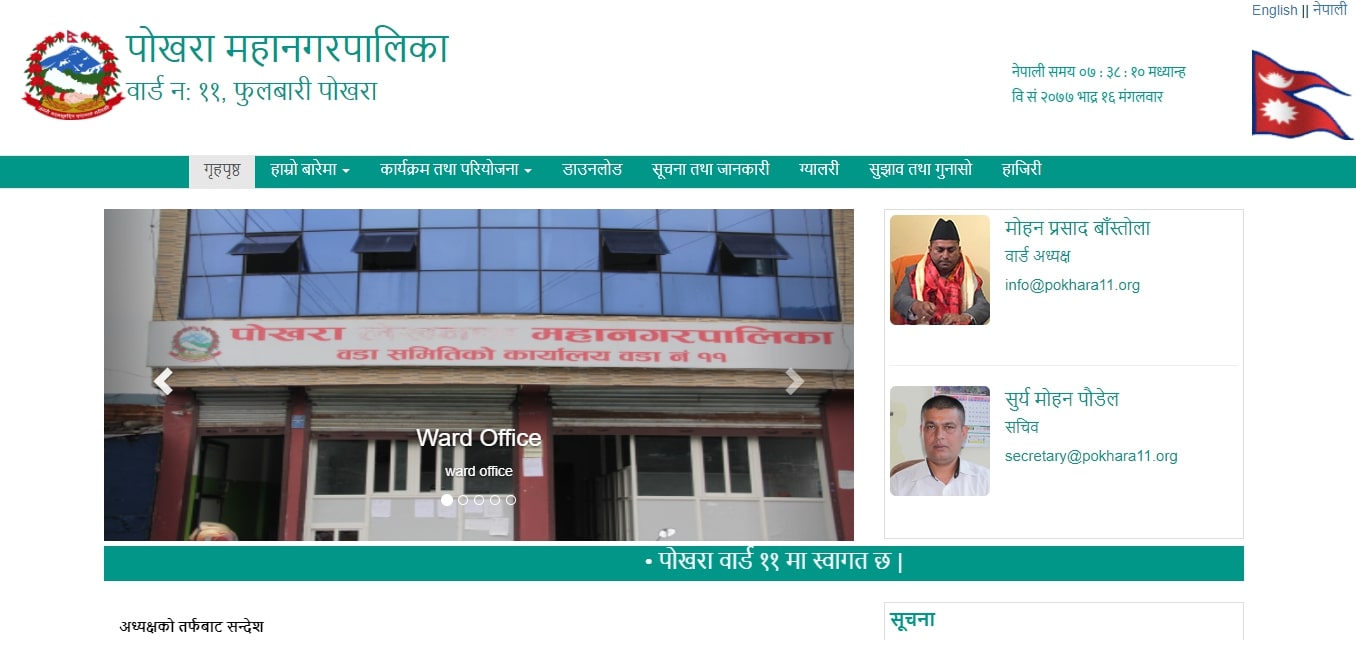 English || नेपाली
पोखरा महानगरपालिका
वार्ड न: ११, फुलबारी पोखरा
नेपाली समय ०७ : ३८ : १० मध्यान्ह
वि सं २०७७ भाद्र १६ मंगलवार
गृहपृष्ठ हाम्रो बारेमा कार्यक्रम तथा परियोजना डाउनलोड सूचना तथा जानकारी ग्यालरी सुझाव तथा गुनासो हाजिरी
पोखरा महानगरपालिका
वडा समितिको कार्यालय वडा नं ११
Ward Office
ward office
मोहन प्रसाद बाँस्तोला
वार्ड अध्यक्ष
info@pokhara11.org
सुर्य मोहन पौडेल
सचिव
secretary@pokhara11.org
• पोखरा वार्ड ११ मा स्वागत छ |
अध्यक्षको तर्फबाट सन्देश
सूचना